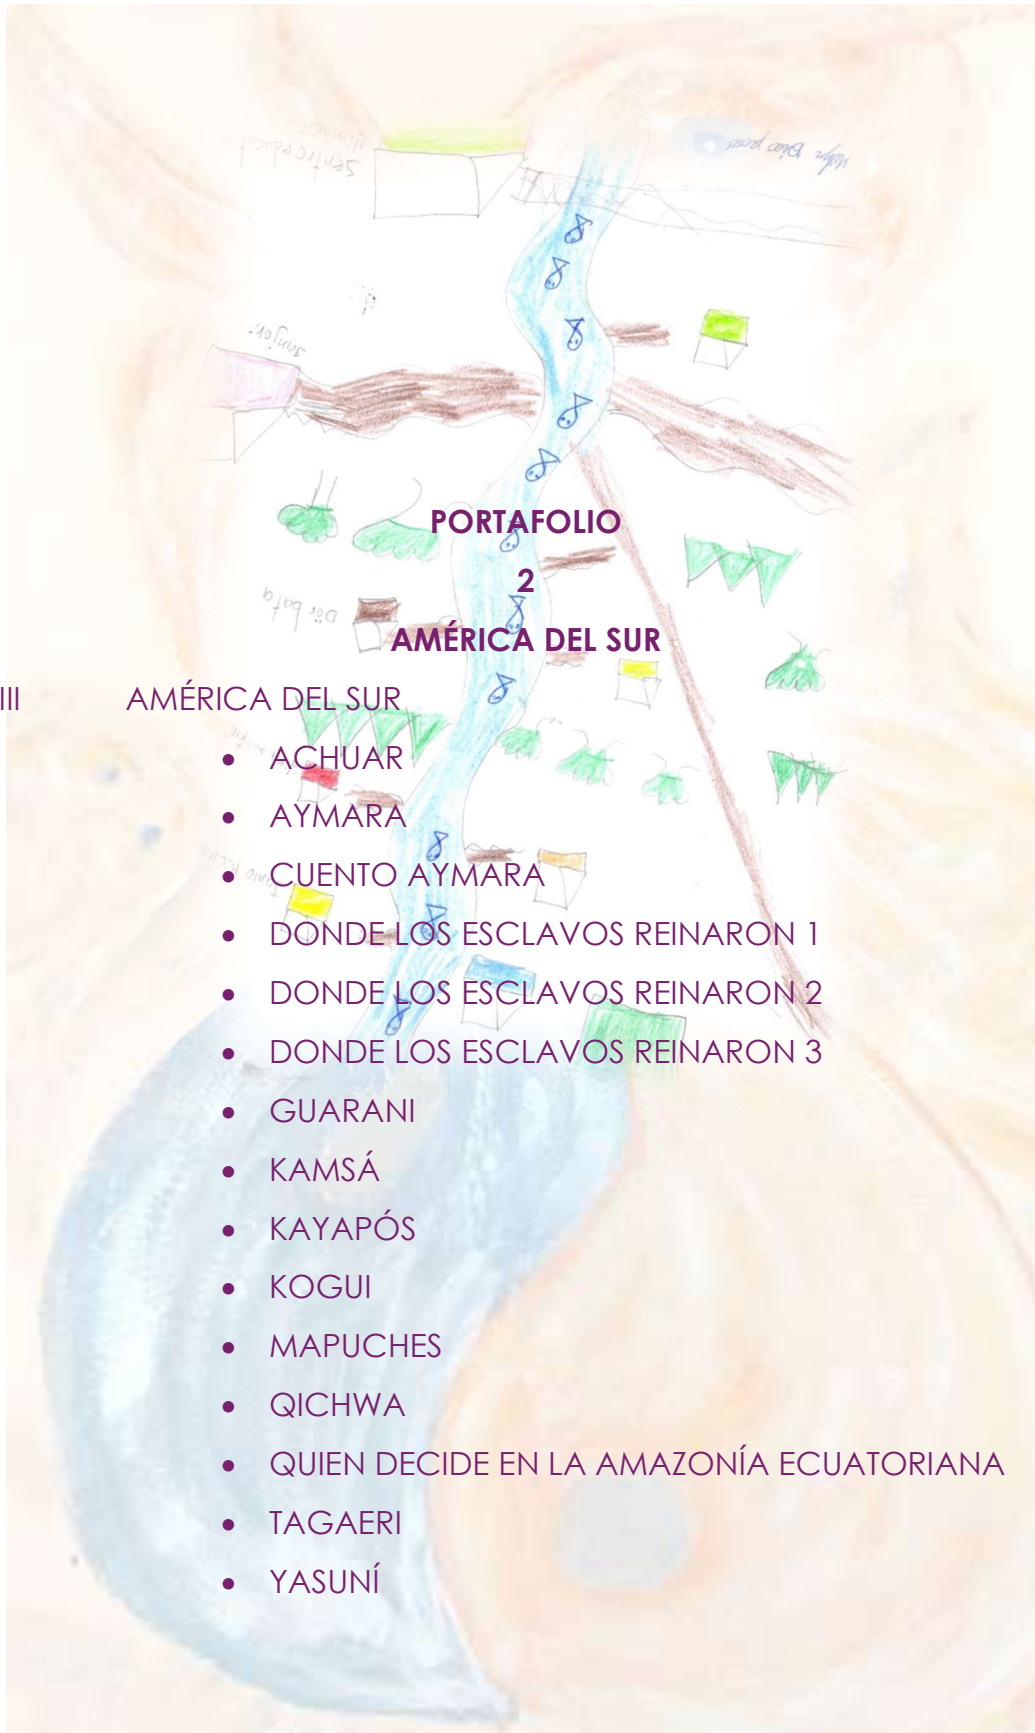 PORTAFOLIO
2
AMÉRICA DEL SUR
III AMÉRICA DEL SUR
• ACHUAR
• AYMARA
• CUENTO AYMARA
• DONDE LOS ESCLAVOS REINARON 1
• DONDE LOS ESCLAVOS REINARON 2
• DONDE LOS ESCLAVOS REINARON 3
• GUARANI
• KAMSÁ
• KAYAPÓS
• KOGUI
• MAPUCHES
• QICHWA
• QUIEN DECIDE EN LA AMAZONÍA ECUATORIANA
• TAGAERI
• YASUNÍ
Sanjori
bata